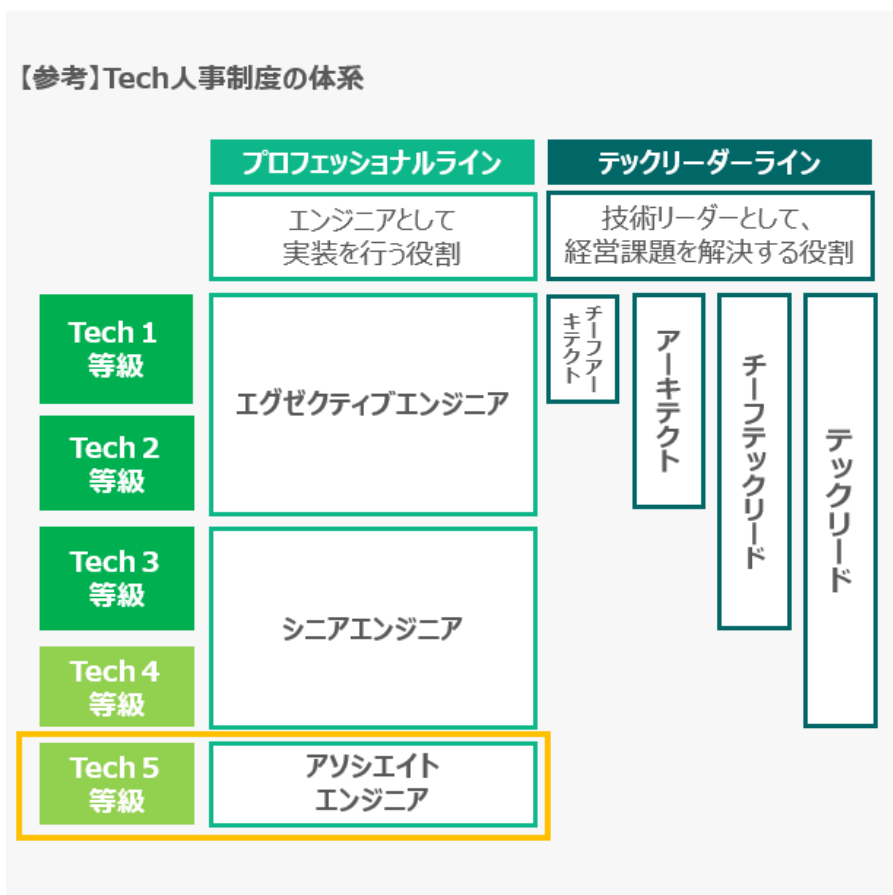 【参考】Tech人事制度の体系
プロフェッショナルライン
テックリーダーライン
エンジニアとして
実装を行う役割
技術リーダーとして、
経営課題を解決する役割
Tech 1
等級
Tech 2
等級
Tech 3
等級
Tech 4
等級
Tech 5
等級
エグゼクティブエンジニア
シニアエンジニア
アソシエイト
エンジニア
チーフアー
キテクト
アーキテクト
チーフテックリード
テックリード